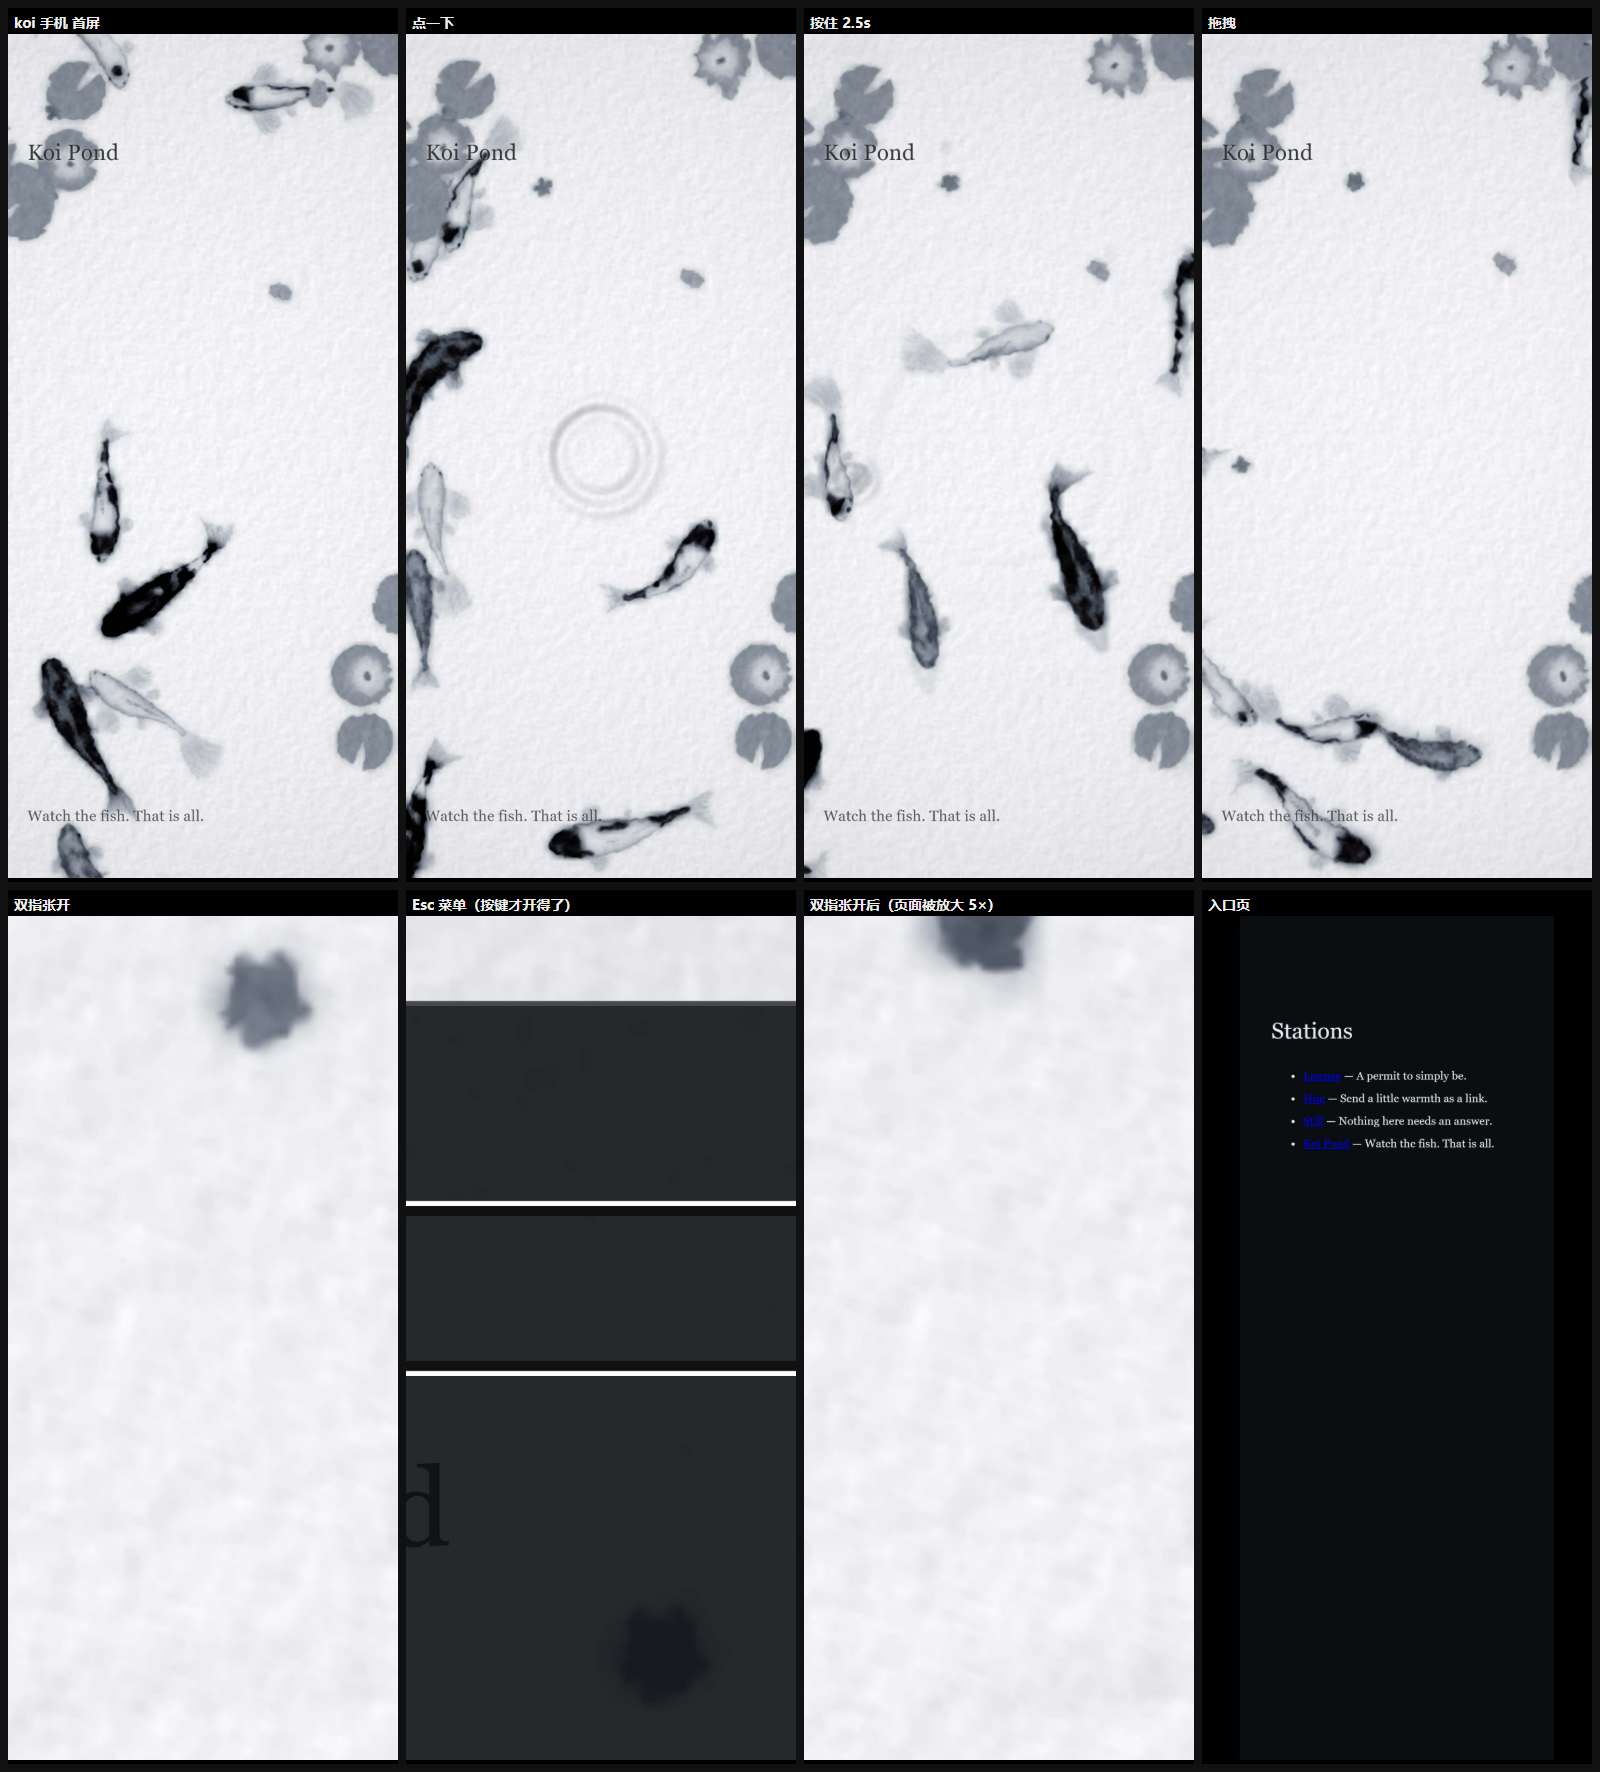 koi 手机 首屏
点一下
按住 2.5s
拖拽
Koi Pond
Koi Pond
Koi Pond
Koi Pond
Watch the fish. That is all.
Watch the fish. That is all.
Watch the fish. That is all.
Watch the fish. That is all.
双指张开
Esc 菜单（按键才开得了）
双指张开后（页面被放大 5×）
入口页
d
Stations
— A permit to simply be.
Hug — Send a little warmth as a link.
Still — Nothing here needs an answer.
Koi Pond — Watch the fish. That is all.